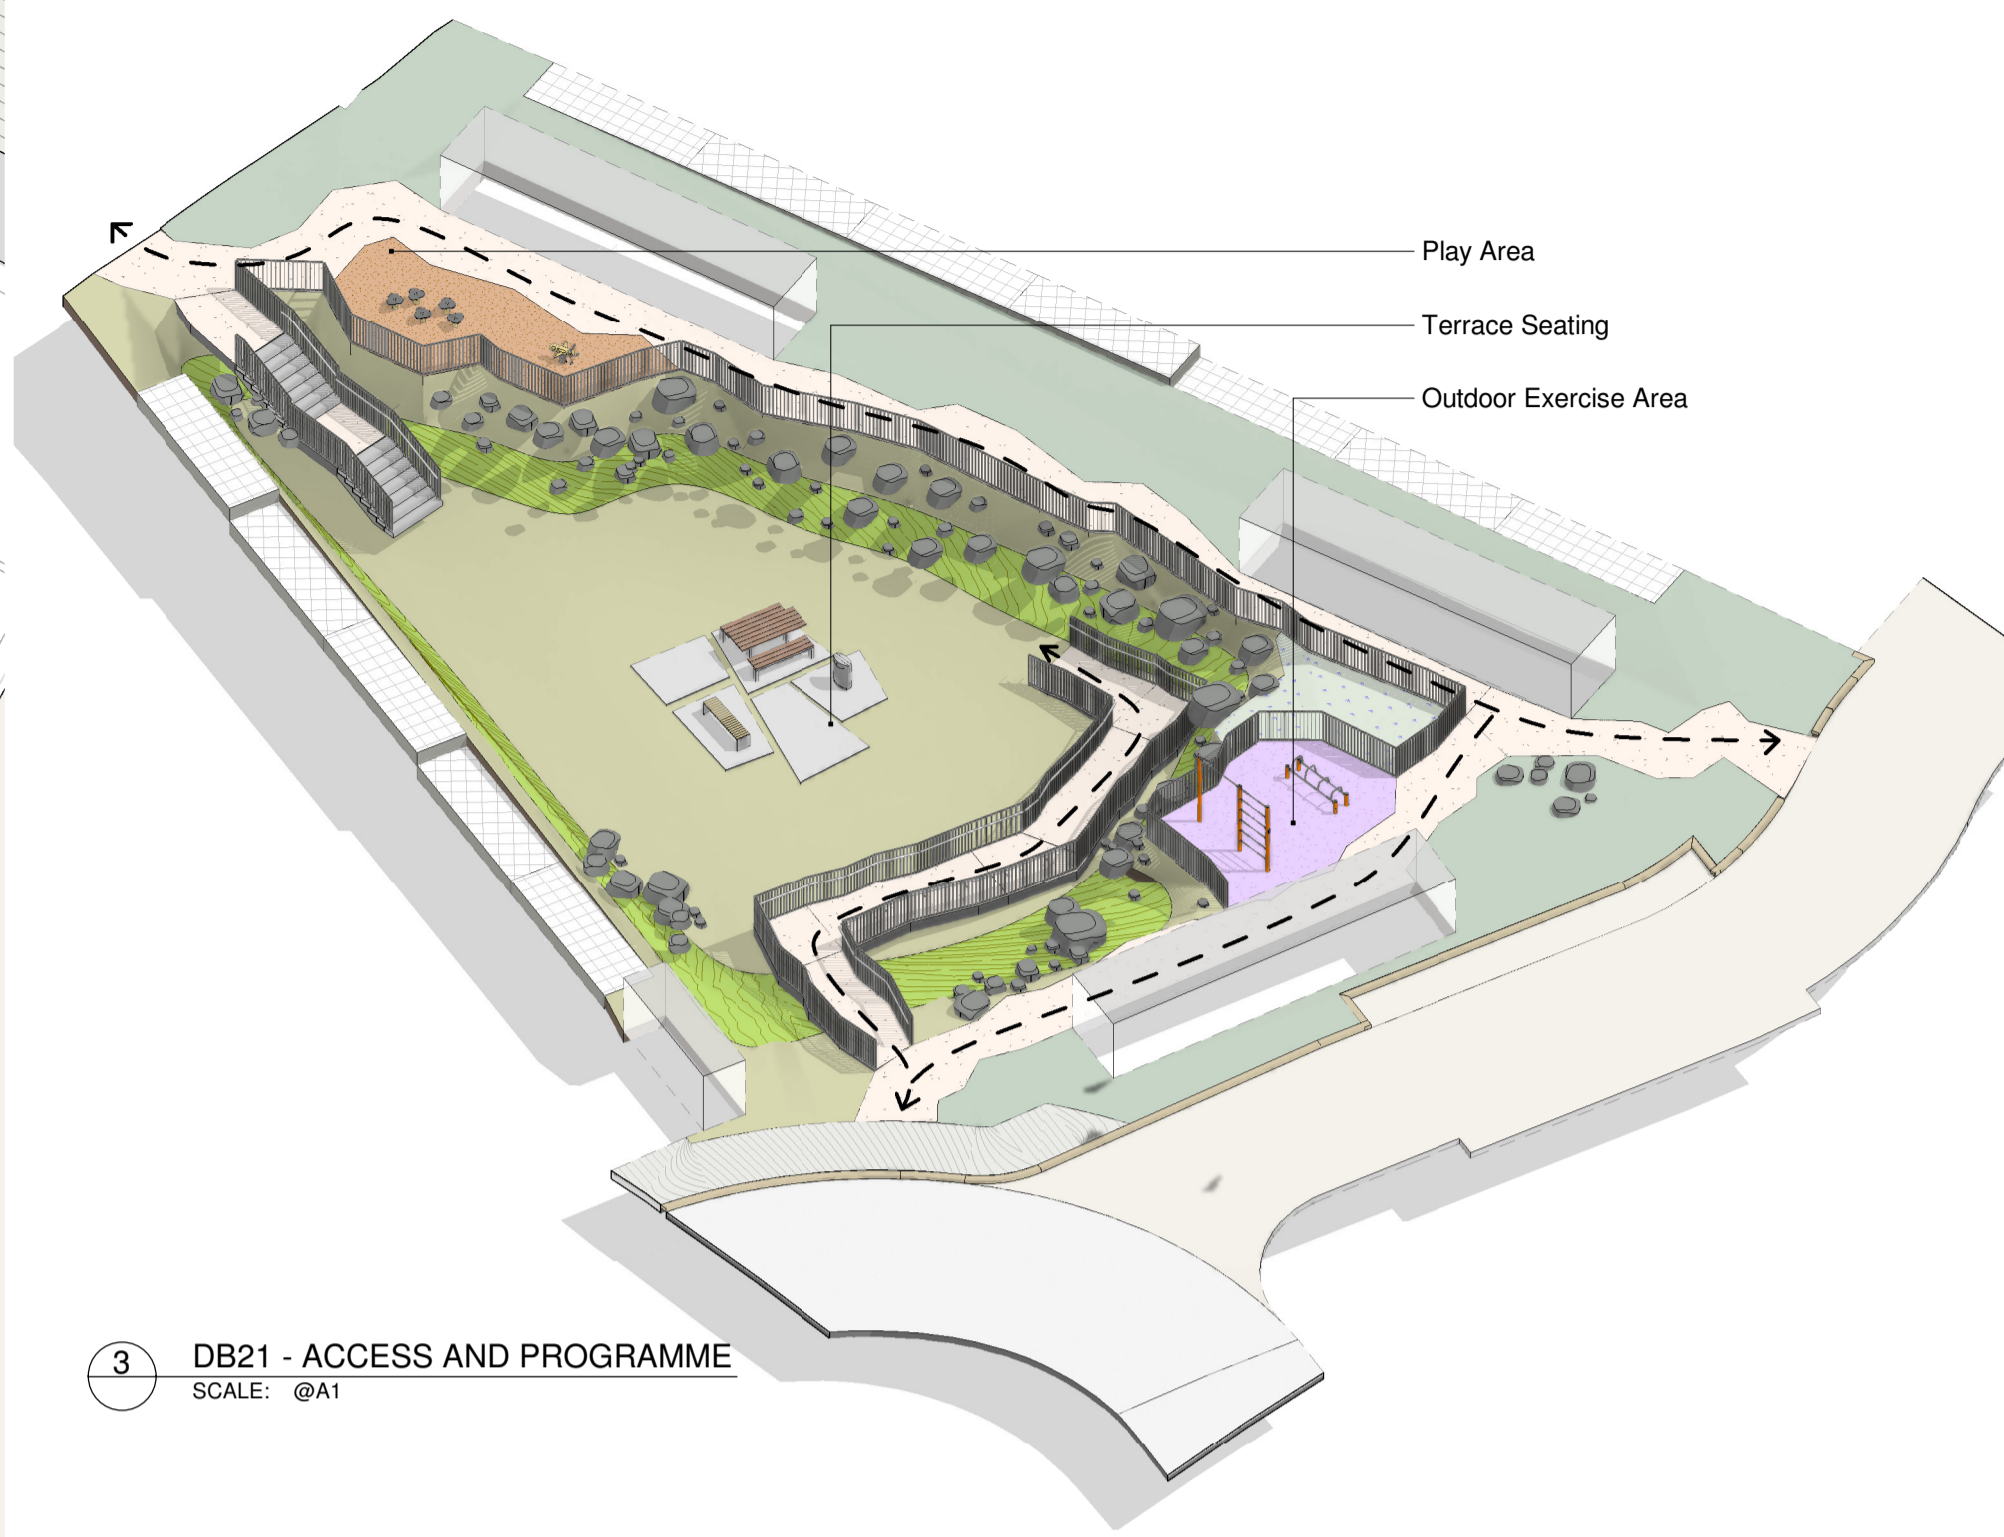 Play Area
Terrace Seating
Outdoor Exercise Area
3
DB21 - ACCESS AND PROGRAMME
SCALE: @A1